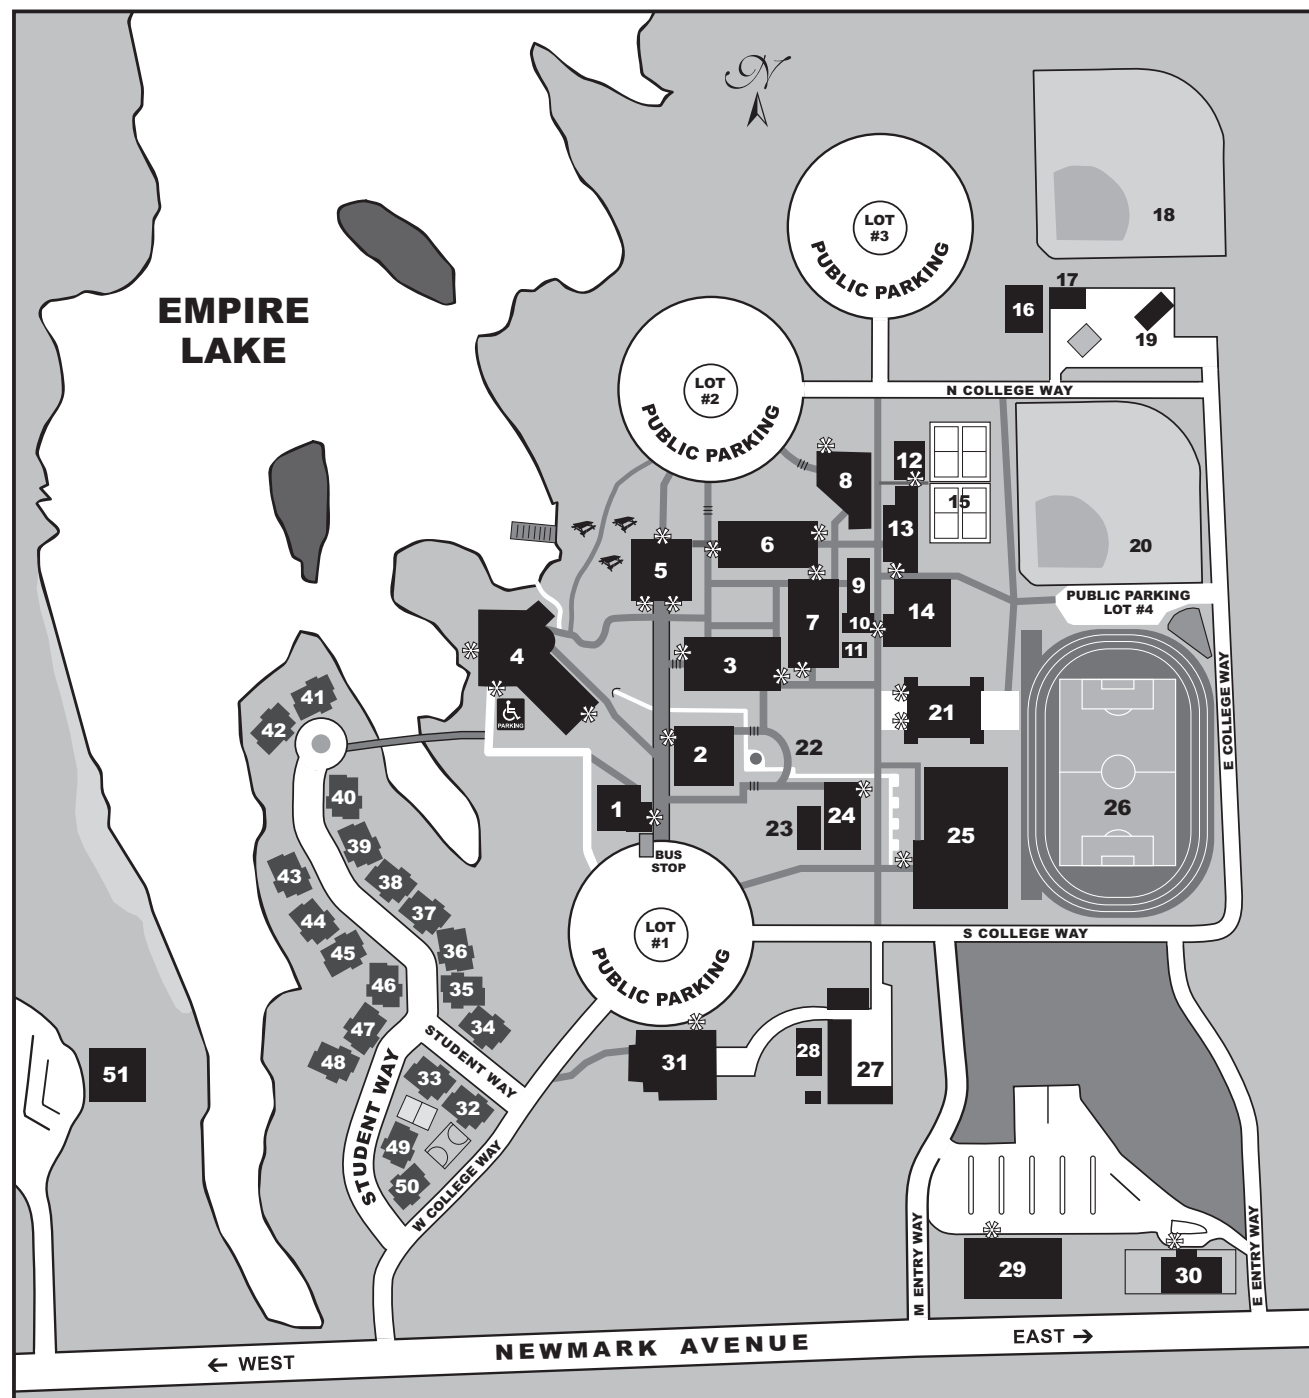 N
LOT
#3
PUBLIC PARKING
18
EMPIRE
LAKE
17
16
19
LOT
#2
PUBLIC PARKING
N COLLEGE WAY
12
8
15
13
6
20
5
9
PUBLIC PARKING
LOT #4
14
7
10
11
4
3
E COLLEGE WAY
41
PARKING
21
42
22
2
40
1
24
26
23
25
39
BUS
STOP
38
43
37
44
LOT
#1
S COLLEGE WAY
36
45
PUBLIC PARKING
46
35
34
47
STUDENT WAY
28
48
31
27
51
33
32
STUDENT WAY
49
50
W COLLEGE WAY
M ENTRY WAY
E ENTRY WAY
29
30
NEWMARK AVENUE
EAST →
← WEST